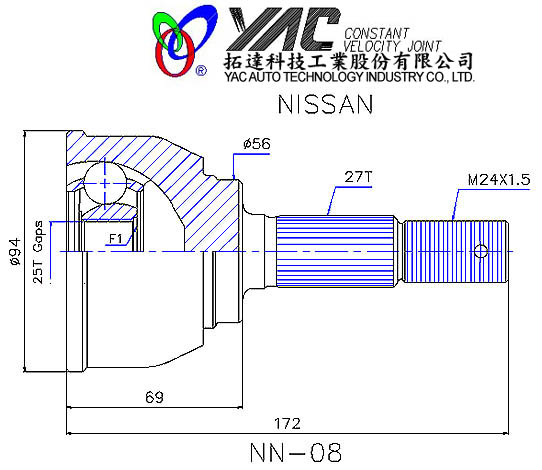 YAC CONSTANT
VELOCITY JOINT
拓達科技工業股份有限公司
® YAC AUTO TECHNOLOGY INDUSTRY CO., LTD.
NISSAN
ø56
27T
M24X1.5
ø94
25T Gaps
F1
69
172
NN-08